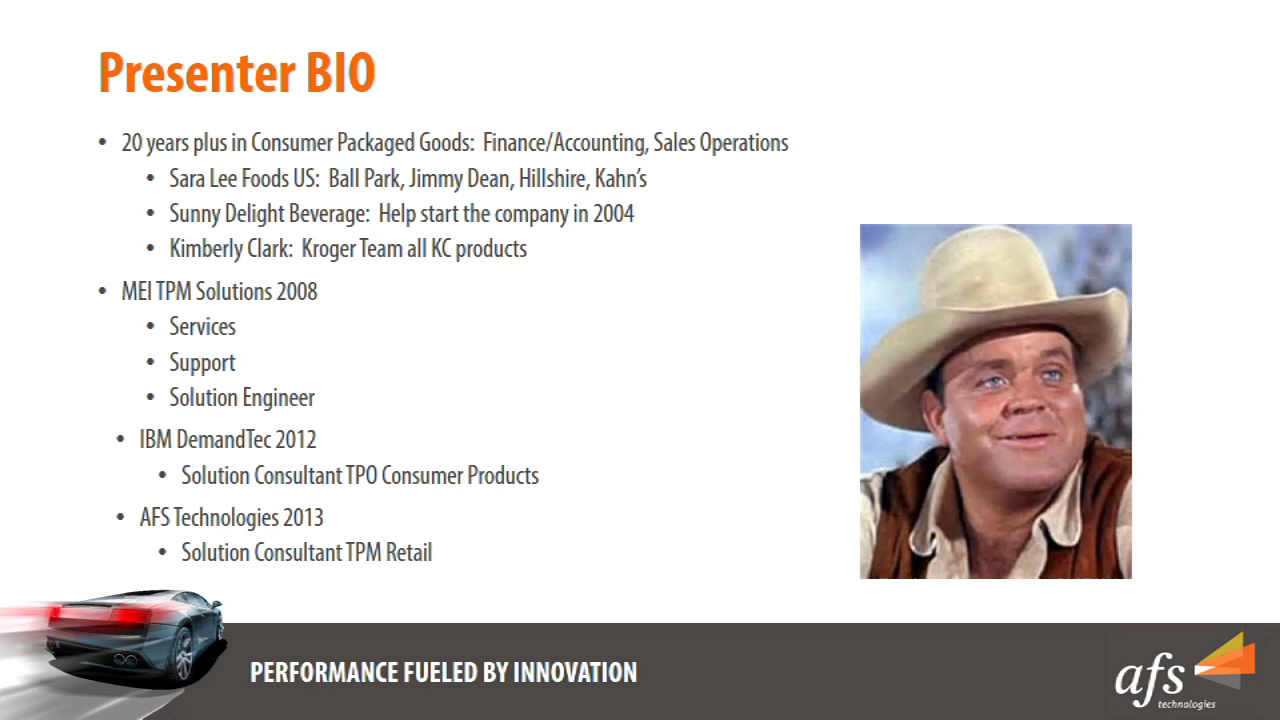 Presenter BIO
• 20 years plus in Consumer Packaged Goods: Finance/Accounting, Sales Operations
• Sara Lee Foods US: Ball Park, Jimmy Dean, Hillshire, Kahn's
• Sunny Delight Beverage: Help start the company in 2004
• Kimberly Clark: Kroger Team all KC products
• MEI TPM Solutions 2008
• Services
• Support
• Solution Engineer
• IBM DemandTec 2012
• Solution Consultant TPO Consumer Products
• AFS Technologies 2013
• Solution Consultant TPM Retail
PERFORMANCE FUELED BY INNOVATION
afs
technologies